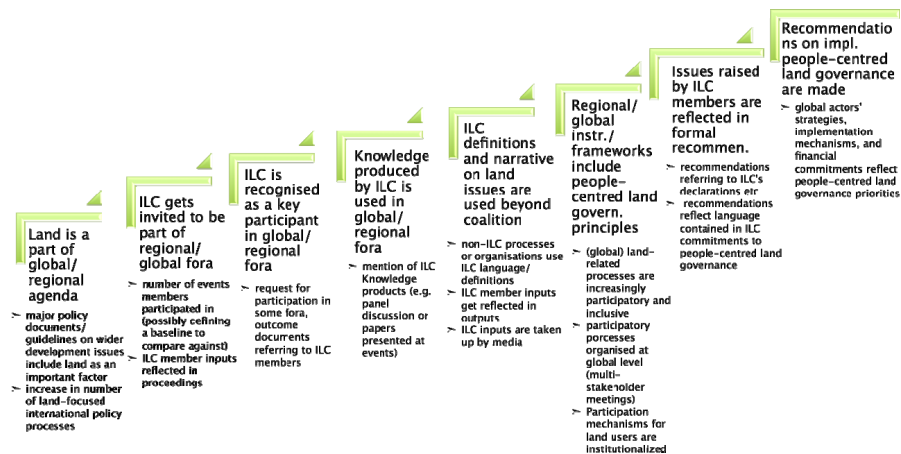 Land is a
part of
global/
regional
agenda
➣ major policy
documents/
guidelines on wider
development issues
include land as an
important factor
➣ increase in number
of land-focused
international policy
processes
ILC gets
invited to be
part of
regional/
global fora
➣ number of events
members
participated in
(possibly cefining
a baseline to
compare against)
➣ ILC member inputs
reflected in
proceedings
ILC is
recognised
as a key
participant
in global/
regional
fora
➣ request for
participation in
some fora,
outcome
documents
referring to ILC
members
Knowledge
produced
by ILC is
used in
global/
regional
fora
➣ mention of ILC
Knowledge
products (e.g.
panel
discussion or
papers
presented at
events)
ILC
definitions
and narrative
on land
issues are
used beyond
coalition
➣ non-ILC processes
or organisations use
ILC language/
definitions
➣ ILC member inputs
get reflected in
outputs
➣ ILC inputs are taken
up by media
Regional/
global
instr./
frameworks
include
people-
centred land
govern.
principles
➣ (global) land-
related
processes are
increasingly
participatory and
inclusive
➣ participatory
porcesses
organised at
global level
(multi-
stakeholder
meetings)
➣ Participation
mechanisms for
land users are
institutionalized
Issues raised
by ILC
members are
reflected in
formal
recommen.
➣ recommendations
referring to ILC's
declarations etc
➣ recommendations
reflect language
contained in ILC
commitments to
people-centred land
governance
Recommendatio
ns on impl.
people-centred
land governance
are made
➣ global actors'
strategies,
implementation
mechanisms, and
financial
commitments reflect
people-centred land
governance priorities